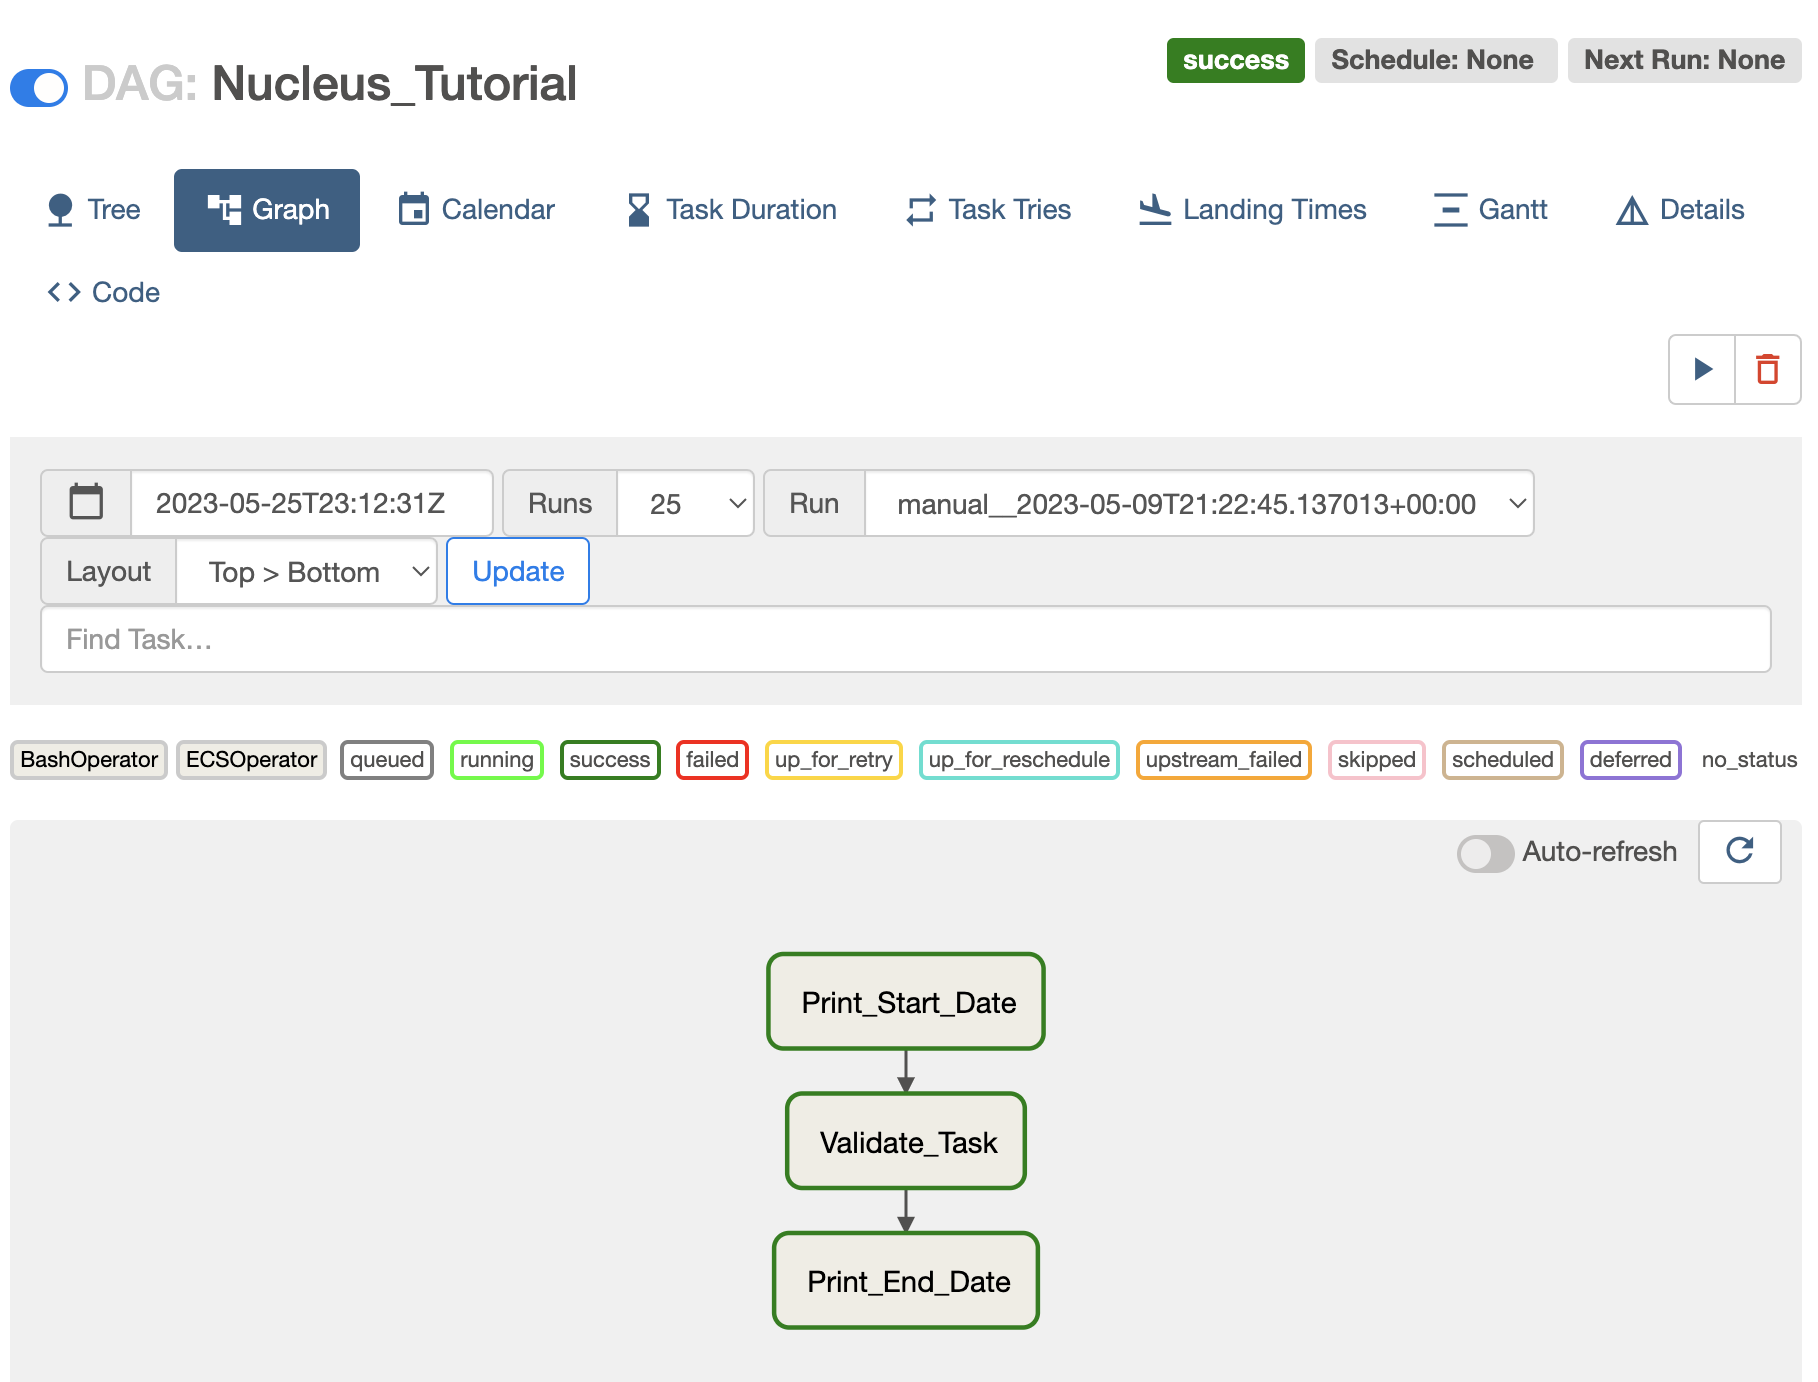 DAG: Nucleus_Tutorial
success Schedule: None Next Run: None
Tree Graph Calendar Task Duration Task Tries Landing Times Gantt Details
Code
2023-05-25T23:12:31Z Runs 25 Run manual__2023-05-09T21:22:45.137013+00:00
Layout Top > Bottom Update
Find Task…
BashOperator ECSOperator queued running success failed up_for_retry up_for_reschedule upstream_failed skipped scheduled deferred no_status
Auto-refresh
Print_Start_Date
Validate_Task
Print_End_Date